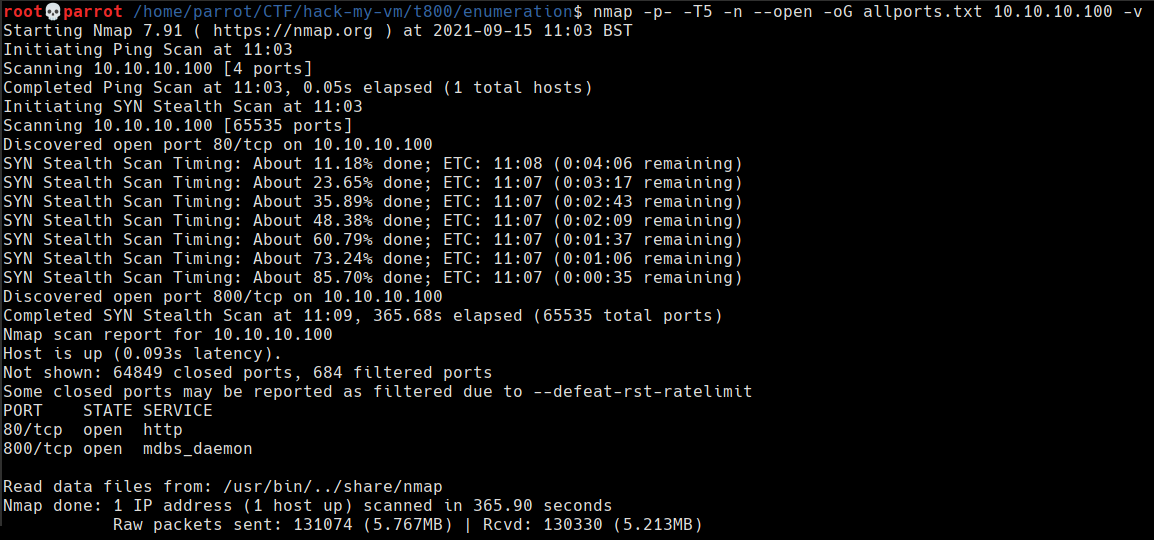 root💀parrot /home/parrot/CTF/hack-my-vm/t800/enumeration$ nmap -p- -T5 -n --open -oG allports.txt 10.10.10.100 -v
Starting Nmap 7.91 ( https://nmap.org ) at 2021-09-15 11:03 BST
Initiating Ping Scan at 11:03
Scanning 10.10.10.100 [4 ports]
Completed Ping Scan at 11:03, 0.05s elapsed (1 total hosts)
Initiating SYN Stealth Scan at 11:03
Scanning 10.10.10.100 [65535 ports]
Discovered open port 80/tcp on 10.10.10.100
SYN Stealth Scan Timing: About 11.18% done; ETC: 11:08 (0:04:06 remaining)
SYN Stealth Scan Timing: About 23.65% done; ETC: 11:07 (0:03:17 remaining)
SYN Stealth Scan Timing: About 35.89% done; ETC: 11:07 (0:02:43 remaining)
SYN Stealth Scan Timing: About 48.38% done; ETC: 11:07 (0:02:09 remaining)
SYN Stealth Scan Timing: About 60.79% done; ETC: 11:07 (0:01:37 remaining)
SYN Stealth Scan Timing: About 73.24% done; ETC: 11:07 (0:01:06 remaining)
SYN Stealth Scan Timing: About 85.70% done; ETC: 11:07 (0:00:35 remaining)
Discovered open port 800/tcp on 10.10.10.100
Completed SYN Stealth Scan at 11:09, 365.68s elapsed (65535 total ports)
Nmap scan report for 10.10.10.100
Host is up (0.093s latency).
Not shown: 64849 closed ports, 684 filtered ports
Some closed ports may be reported as filtered due to --defeat-rst-ratelimit
PORT    STATE SERVICE
80/tcp  open  http
800/tcp open  mdbs_daemon
Read data files from: /usr/bin/../share/nmap
Nmap done: 1 IP address (1 host up) scanned in 365.90 seconds
Raw packets sent: 131074 (5.767MB) | Rcvd: 130330 (5.213MB)